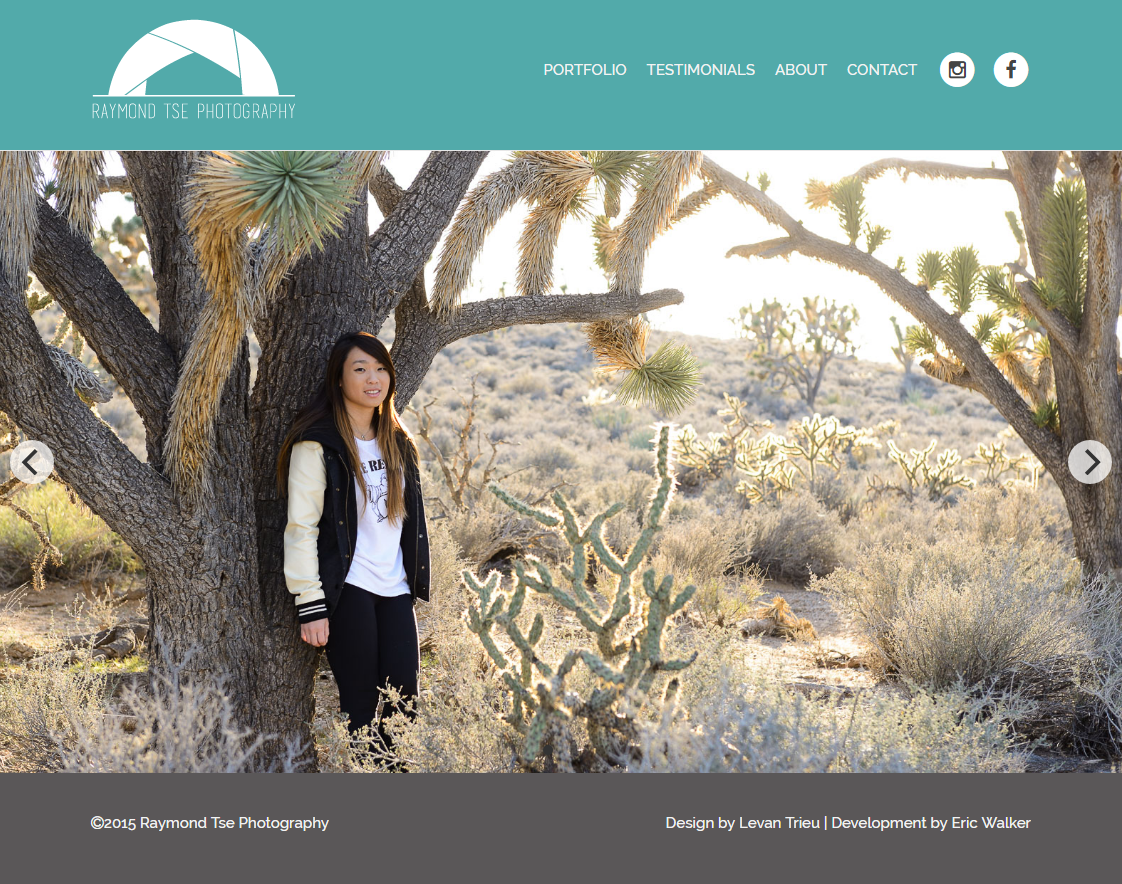 RAYMOND TSE PHOTOGRAPHY
PORTFOLIO TESTIMONIALS ABOUT CONTACT
©2015 Raymond Tse Photography
Design by Levan Trieu | Development by Eric Walker